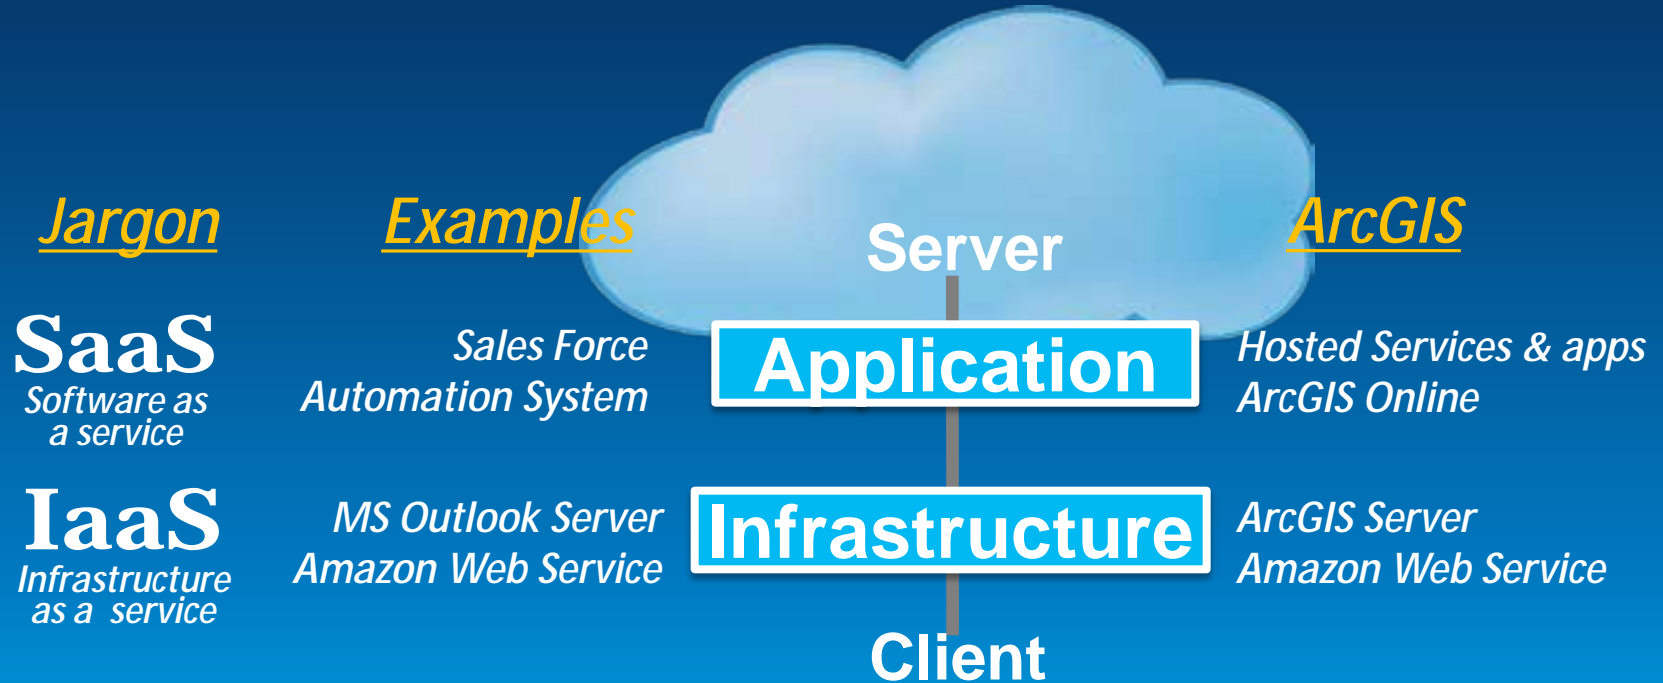 Jargon
Examples
Server
ArcGIS
SaaS
Software as
a service
Sales Force
Automation System
Application
Hosted Services & apps
ArcGIS Online
IaaS
Infrastructure
as a service
MS Outlook Server
Amazon Web Service
Infrastructure
ArcGIS Server
Amazon Web Service
Client